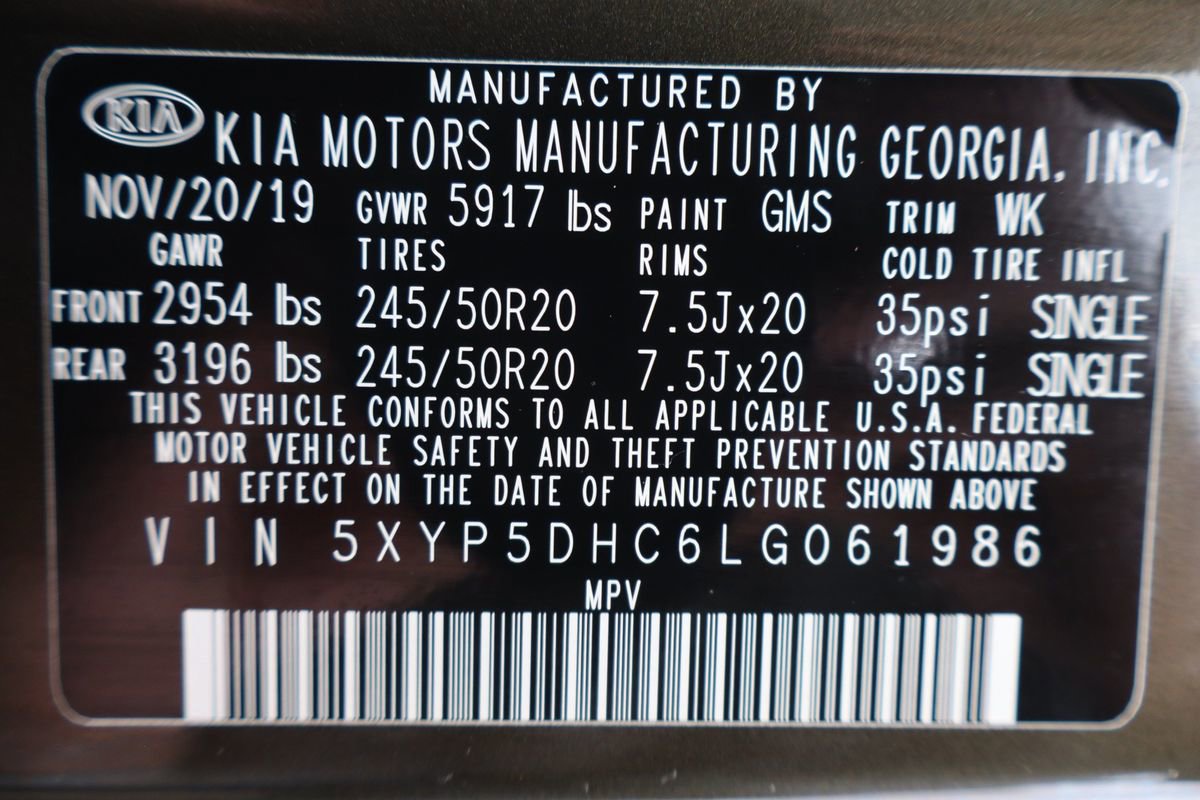 MANUFACTURED BY
KIA KIA MOTORS MANUFACTURING GEORGIA, INC.
NOV/20/19 GVWR 5917 lbs PAINT GMS TRIM WK
GAWR TIRES RIMS COLD TIRE INFL
FRONT 2954 lbs 245/50R20 7.5Jx20 35psi SINGLE
REAR 3196 lbs 245/50R20 7.5Jx20 35psi SINGLE
THIS VEHICLE CONFORMS TO ALL APPLICABLE U.S.A. FEDERAL
MOTOR VEHICLE SAFETY AND THEFT PREVENTION STANDARDS
IN EFFECT ON THE DATE OF MANUFACTURE SHOWN ABOVE
VIN 5XYP5DHC6LG061986
MPV